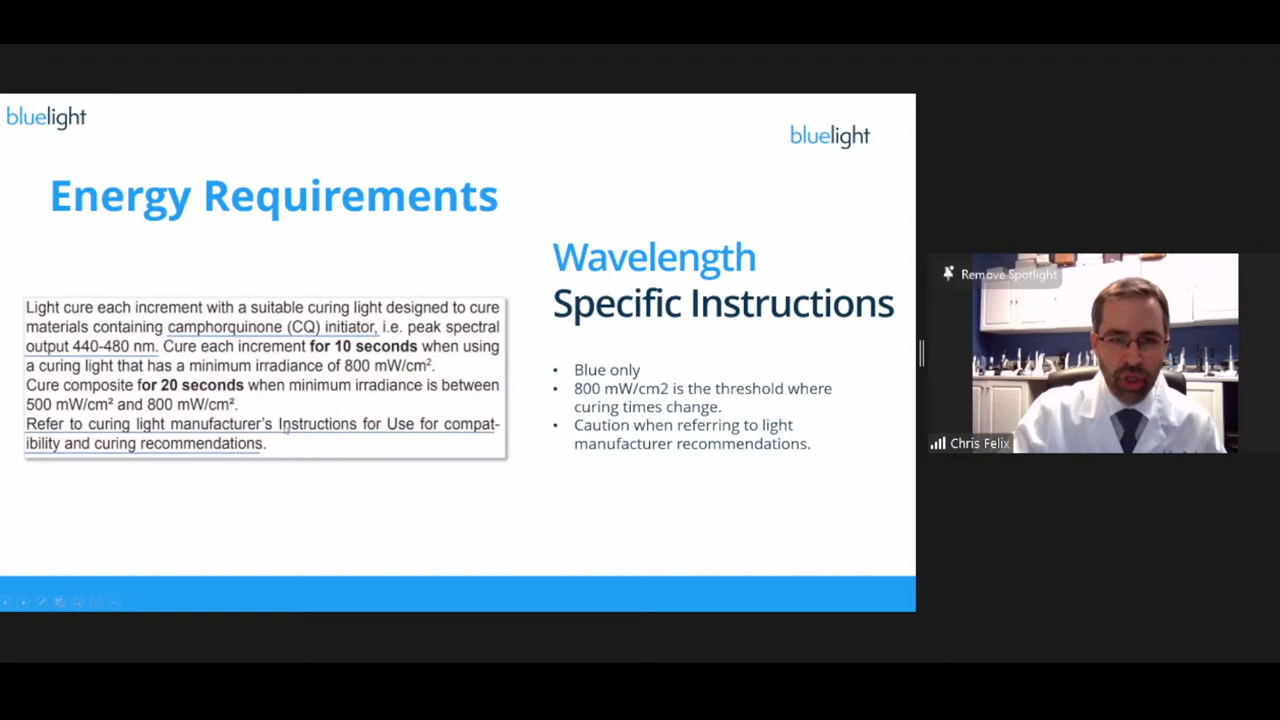 bluelight
bluelight
Energy Requirements
Light cure each increment with a suitable curing light designed to cure
materials containing camphorquinone (CQ) initiator, i.e. peak spectral
output 440-480 nm. Cure each increment for 10 seconds when using
a curing light that has a minimum irradiance of 800 mW/cm².
Cure composite for 20 seconds when minimum irradiance is between
500 mW/cm² and 800 mW/cm².
Refer to curing light manufacturer's Instructions for Use for compat-
ibility and curing recommendations.
Wavelength
Specific Instructions
• Blue only
• 800 mW/cm2 is the threshold where
curing times change.
• Caution when referring to light
manufacturer recommendations.
Remove Spotlight
Chris Felix